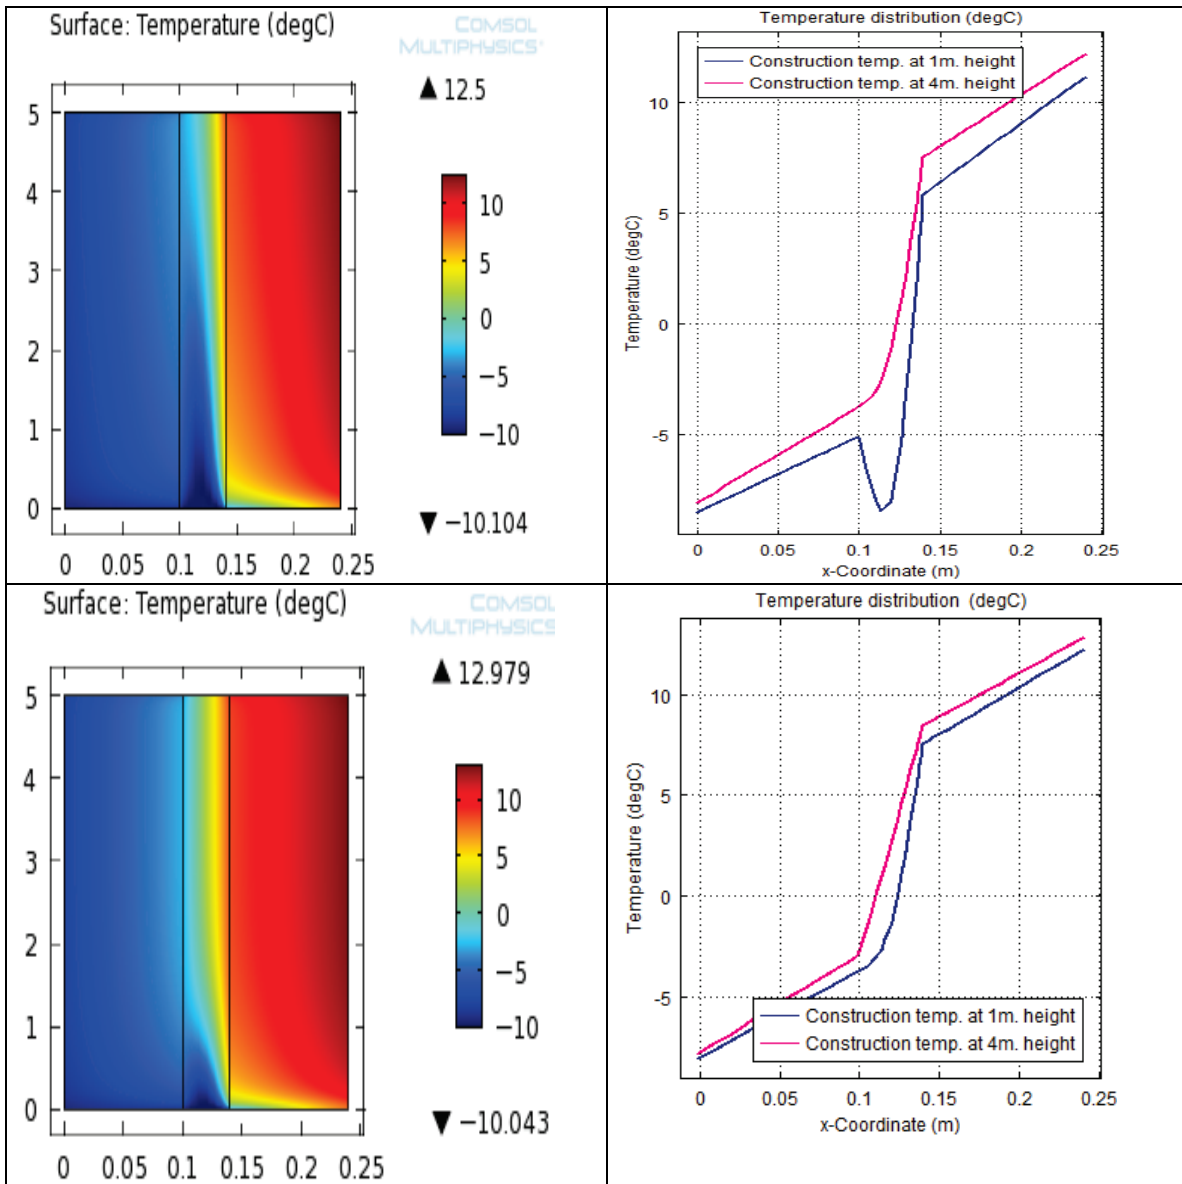 Surface: Temperature (degC)
COMSOL
MULTIPHYSICS
▲ 12.5
5
4
3
2
1
0
0 0.05 0.1 0.15 0.2 0.25
10
5
0
−5
−10
▼ −10.104
Temperature distribution (degC)
Construction temp. at 1m. height
Construction temp. at 4m. height
Temperature (degC)
10
5
0
-5
0 0.05 0.1 0.15 0.2 0.25
x-Coordinate (m)
Surface: Temperature (degC)
COMSOL
MULTIPHYSICS
▲ 12.979
5
4
3
2
1
0
0 0.05 0.1 0.15 0.2 0.25
10
5
0
−5
−10
▼ −10.043
Temperature distribution (degC)
Temperature (degC)
10
5
0
-5
Construction temp. at 1m. height
Construction temp. at 4m. height
0 0.05 0.1 0.15 0.2 0.25
x-Coordinate (m)